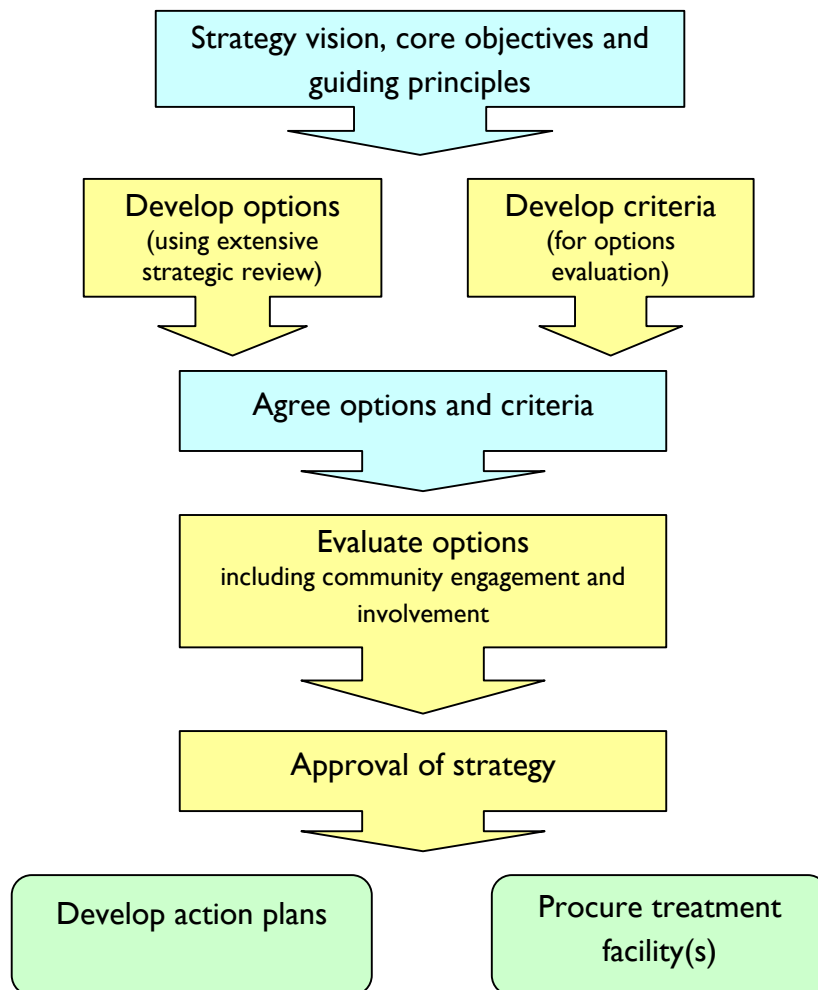 Strategy vision, core objectives and
guiding principles
Develop options
(using extensive
strategic review)
Develop criteria
(for options
evaluation)
Agree options and criteria
Evaluate options
including community engagement and
involvement
Approval of strategy
Develop action plans
Procure treatment
facility(s)